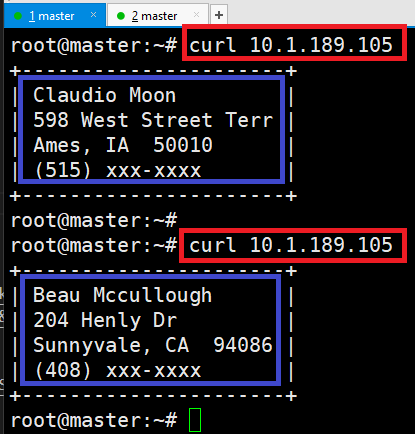 1 master
2 master
root@master:~# curl 10.1.189.105
+----------------------+
| Claudio Moon         |
| 598 West Street Terr |
| Ames, IA  50010      |
| (515) xxx-xxxx       |
+----------------------+
root@master:~#
root@master:~# curl 10.1.189.105
+----------------------+
| Beau Mccullough      |
| 204 Henly Dr         |
| Sunnyvale, CA  94086 |
| (408) xxx-xxxx       |
+----------------------+
root@master:~#